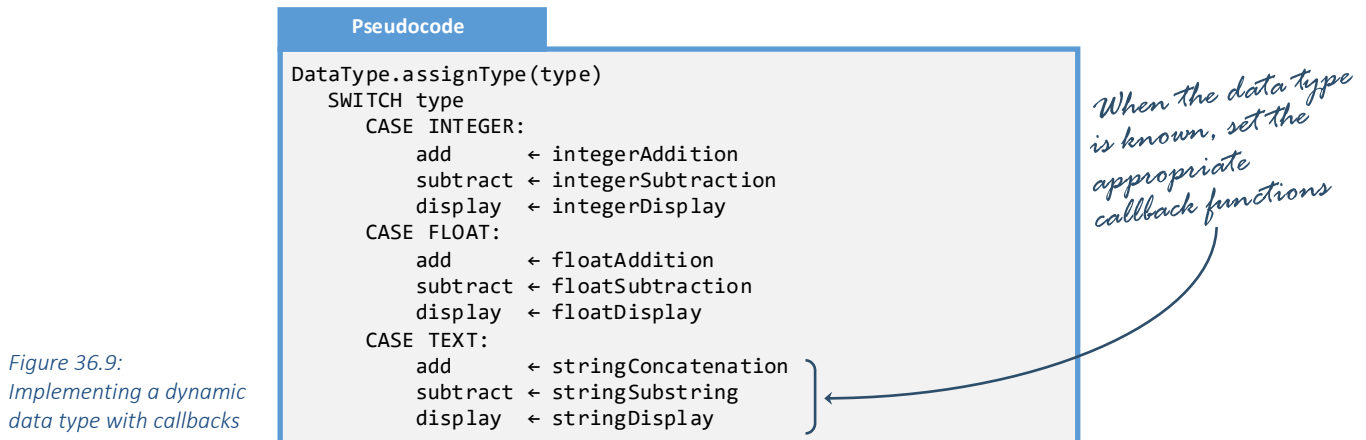 Pseudocode
DataType.assignType(type)
SWITCH type
CASE INTEGER:
add ← integerAddition
subtract ← integerSubtraction
display ← integerDisplay
CASE FLOAT:
add ← floatAddition
subtract ← floatSubtraction
display ← floatDisplay
CASE TEXT:
add ← stringConcatenation
subtract ← stringSubstring
display ← stringDisplay
When the data type
is known, set the
appropriate
callback functions
Figure 36.9:
Implementing a dynamic
data type with callbacks